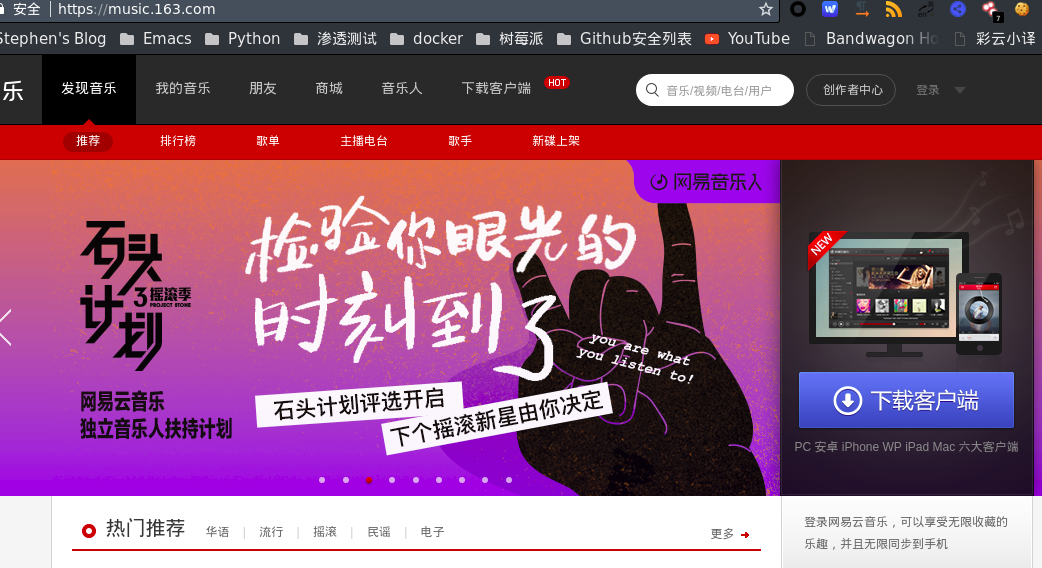 安全 | https://music.163.com
7
Stephen's Blog Emacs Python 渗透测试 docker 树莓派 Github安全列表 YouTube Bandwagon Ho 彩云小译
乐 发现音乐 我的音乐 朋友 商城 音乐人 下载客户端 HOT 音乐/视频/电台/用户 创作者中心 登录
推荐 排行榜 歌单 主播电台 歌手 新碟上架
网易音乐人
检验你眼光的
时刻到了
石头
计划
3 摇滚季
PROJECT STONE
网易云音乐
独立音乐人扶持计划
you are what
you listen to!
石头计划评选开启
下个摇滚新星由你决定
NEW
下载客户端
PC 安卓 iPhone WP iPad Mac 六大客户端
热门推荐 华语 | 流行 | 摇滚 | 民谣 | 电子 更多
登录网易云音乐，可以享受无限收藏的
乐趣，并且无限同步到手机